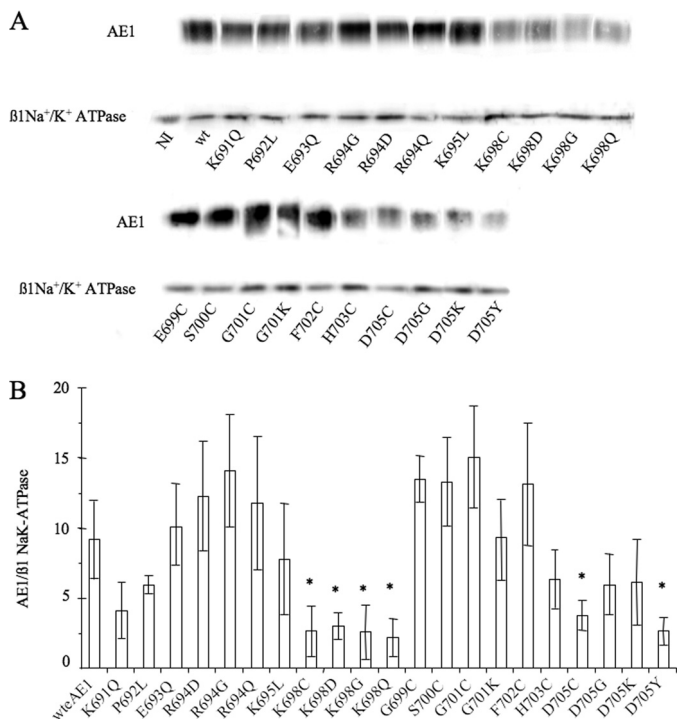 A
AE1
ß1Na+/K+ ATPase
NI wt K691Q P692L E693Q R694G R694D R694Q K695L K698C K698D K698G K698Q
AE1
ß1Na+/K+ ATPase
E699C S700C G701C G701K F702C H703C D705C D705G D705K D705Y
B
20
15
10
5
0
AE1/ß1 NaK-ATPase
* * * * * *
wtcAE1 K691Q P692L E693Q R694D R694G R694Q K695L K698C K698D K698G K698Q G699C S700C G701C G701K F702C H703C D705C D705G D705K D705Y